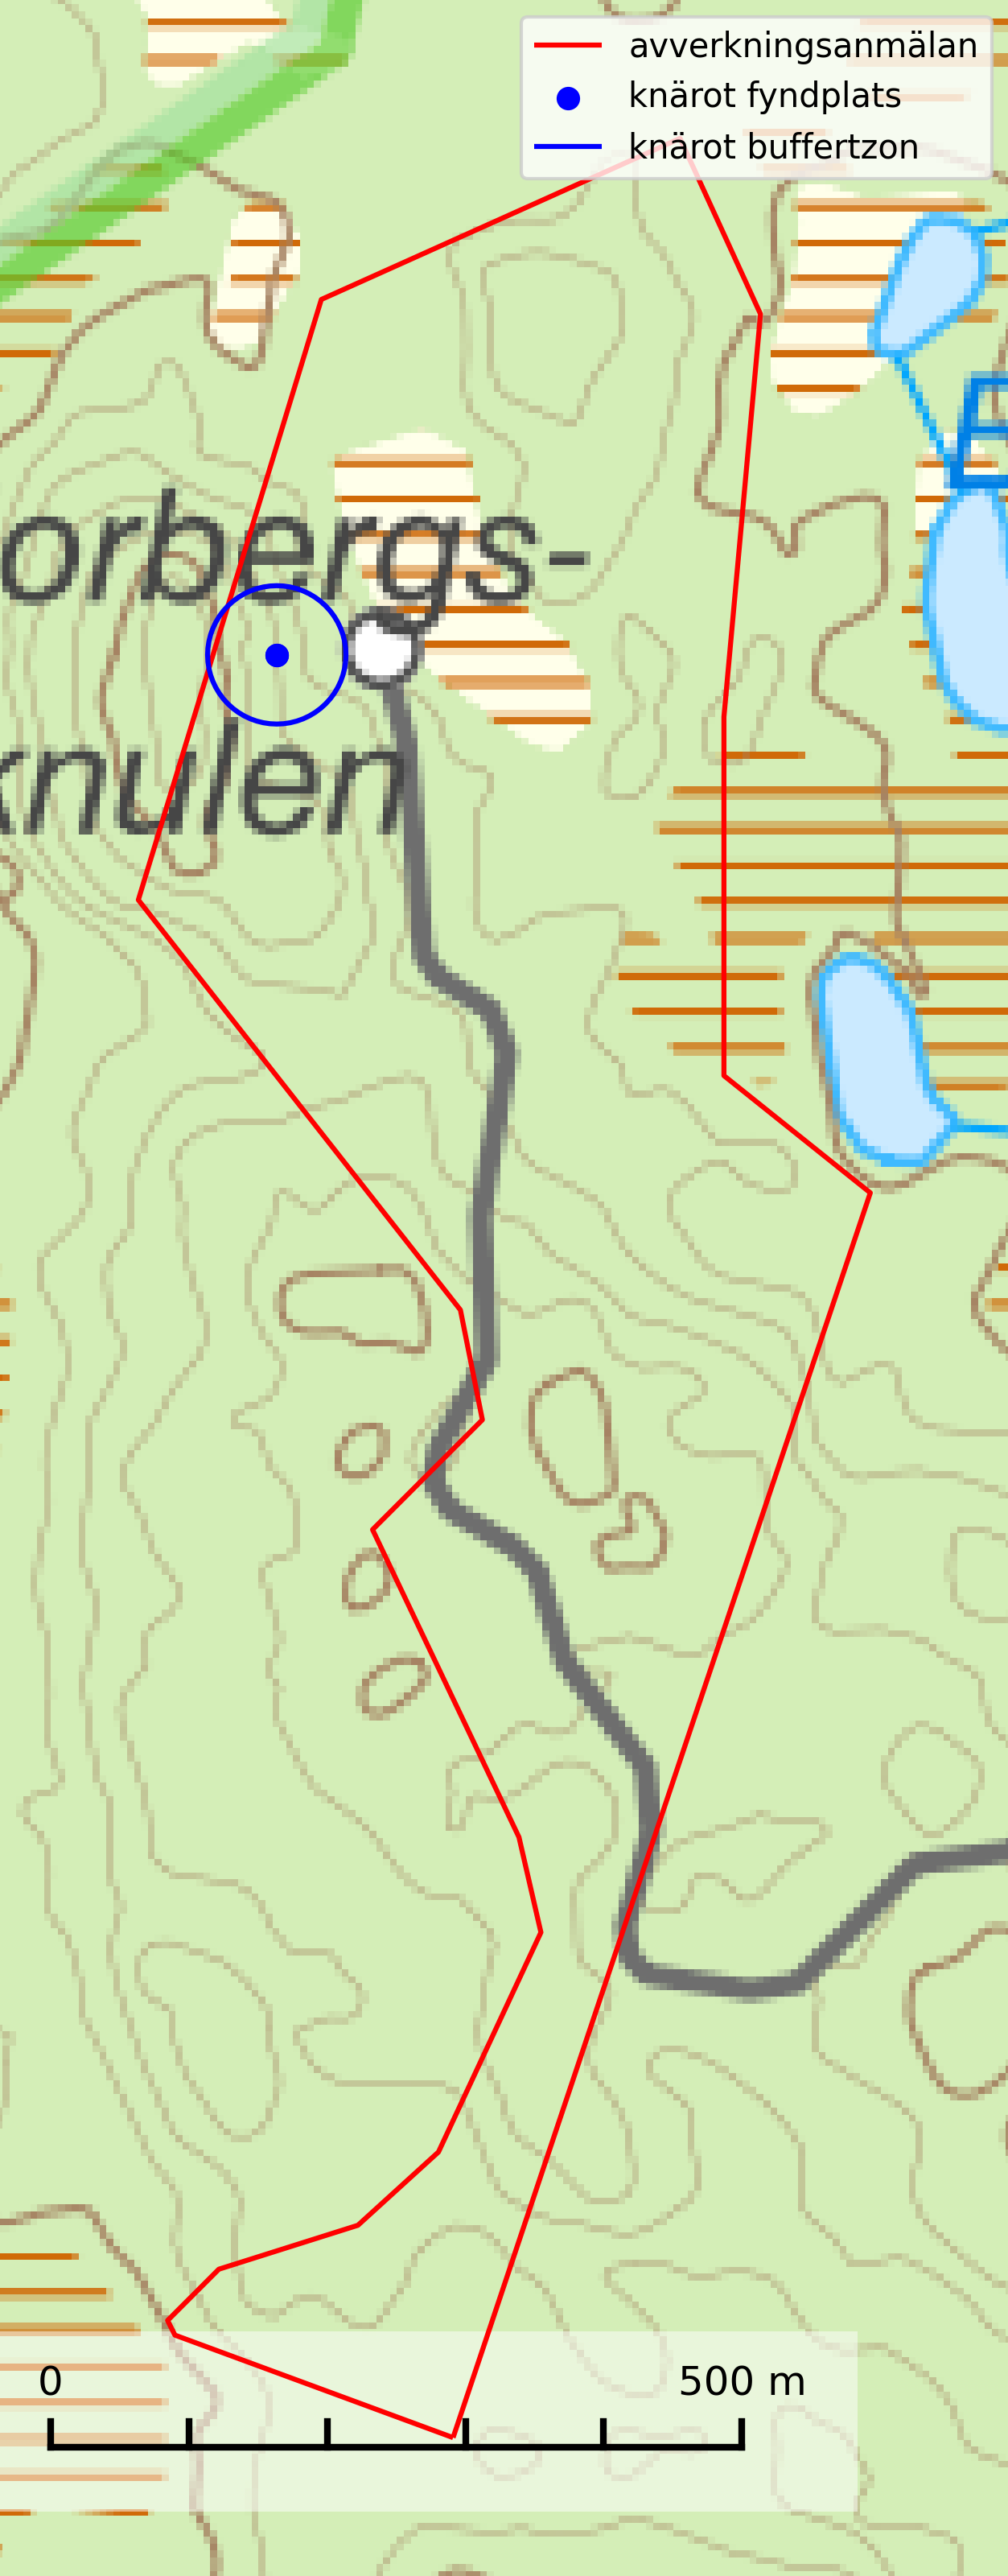 avverkningsanmälan
knärot fyndplats
knärot buffertzon
orbergs-
knulen
0 500 m